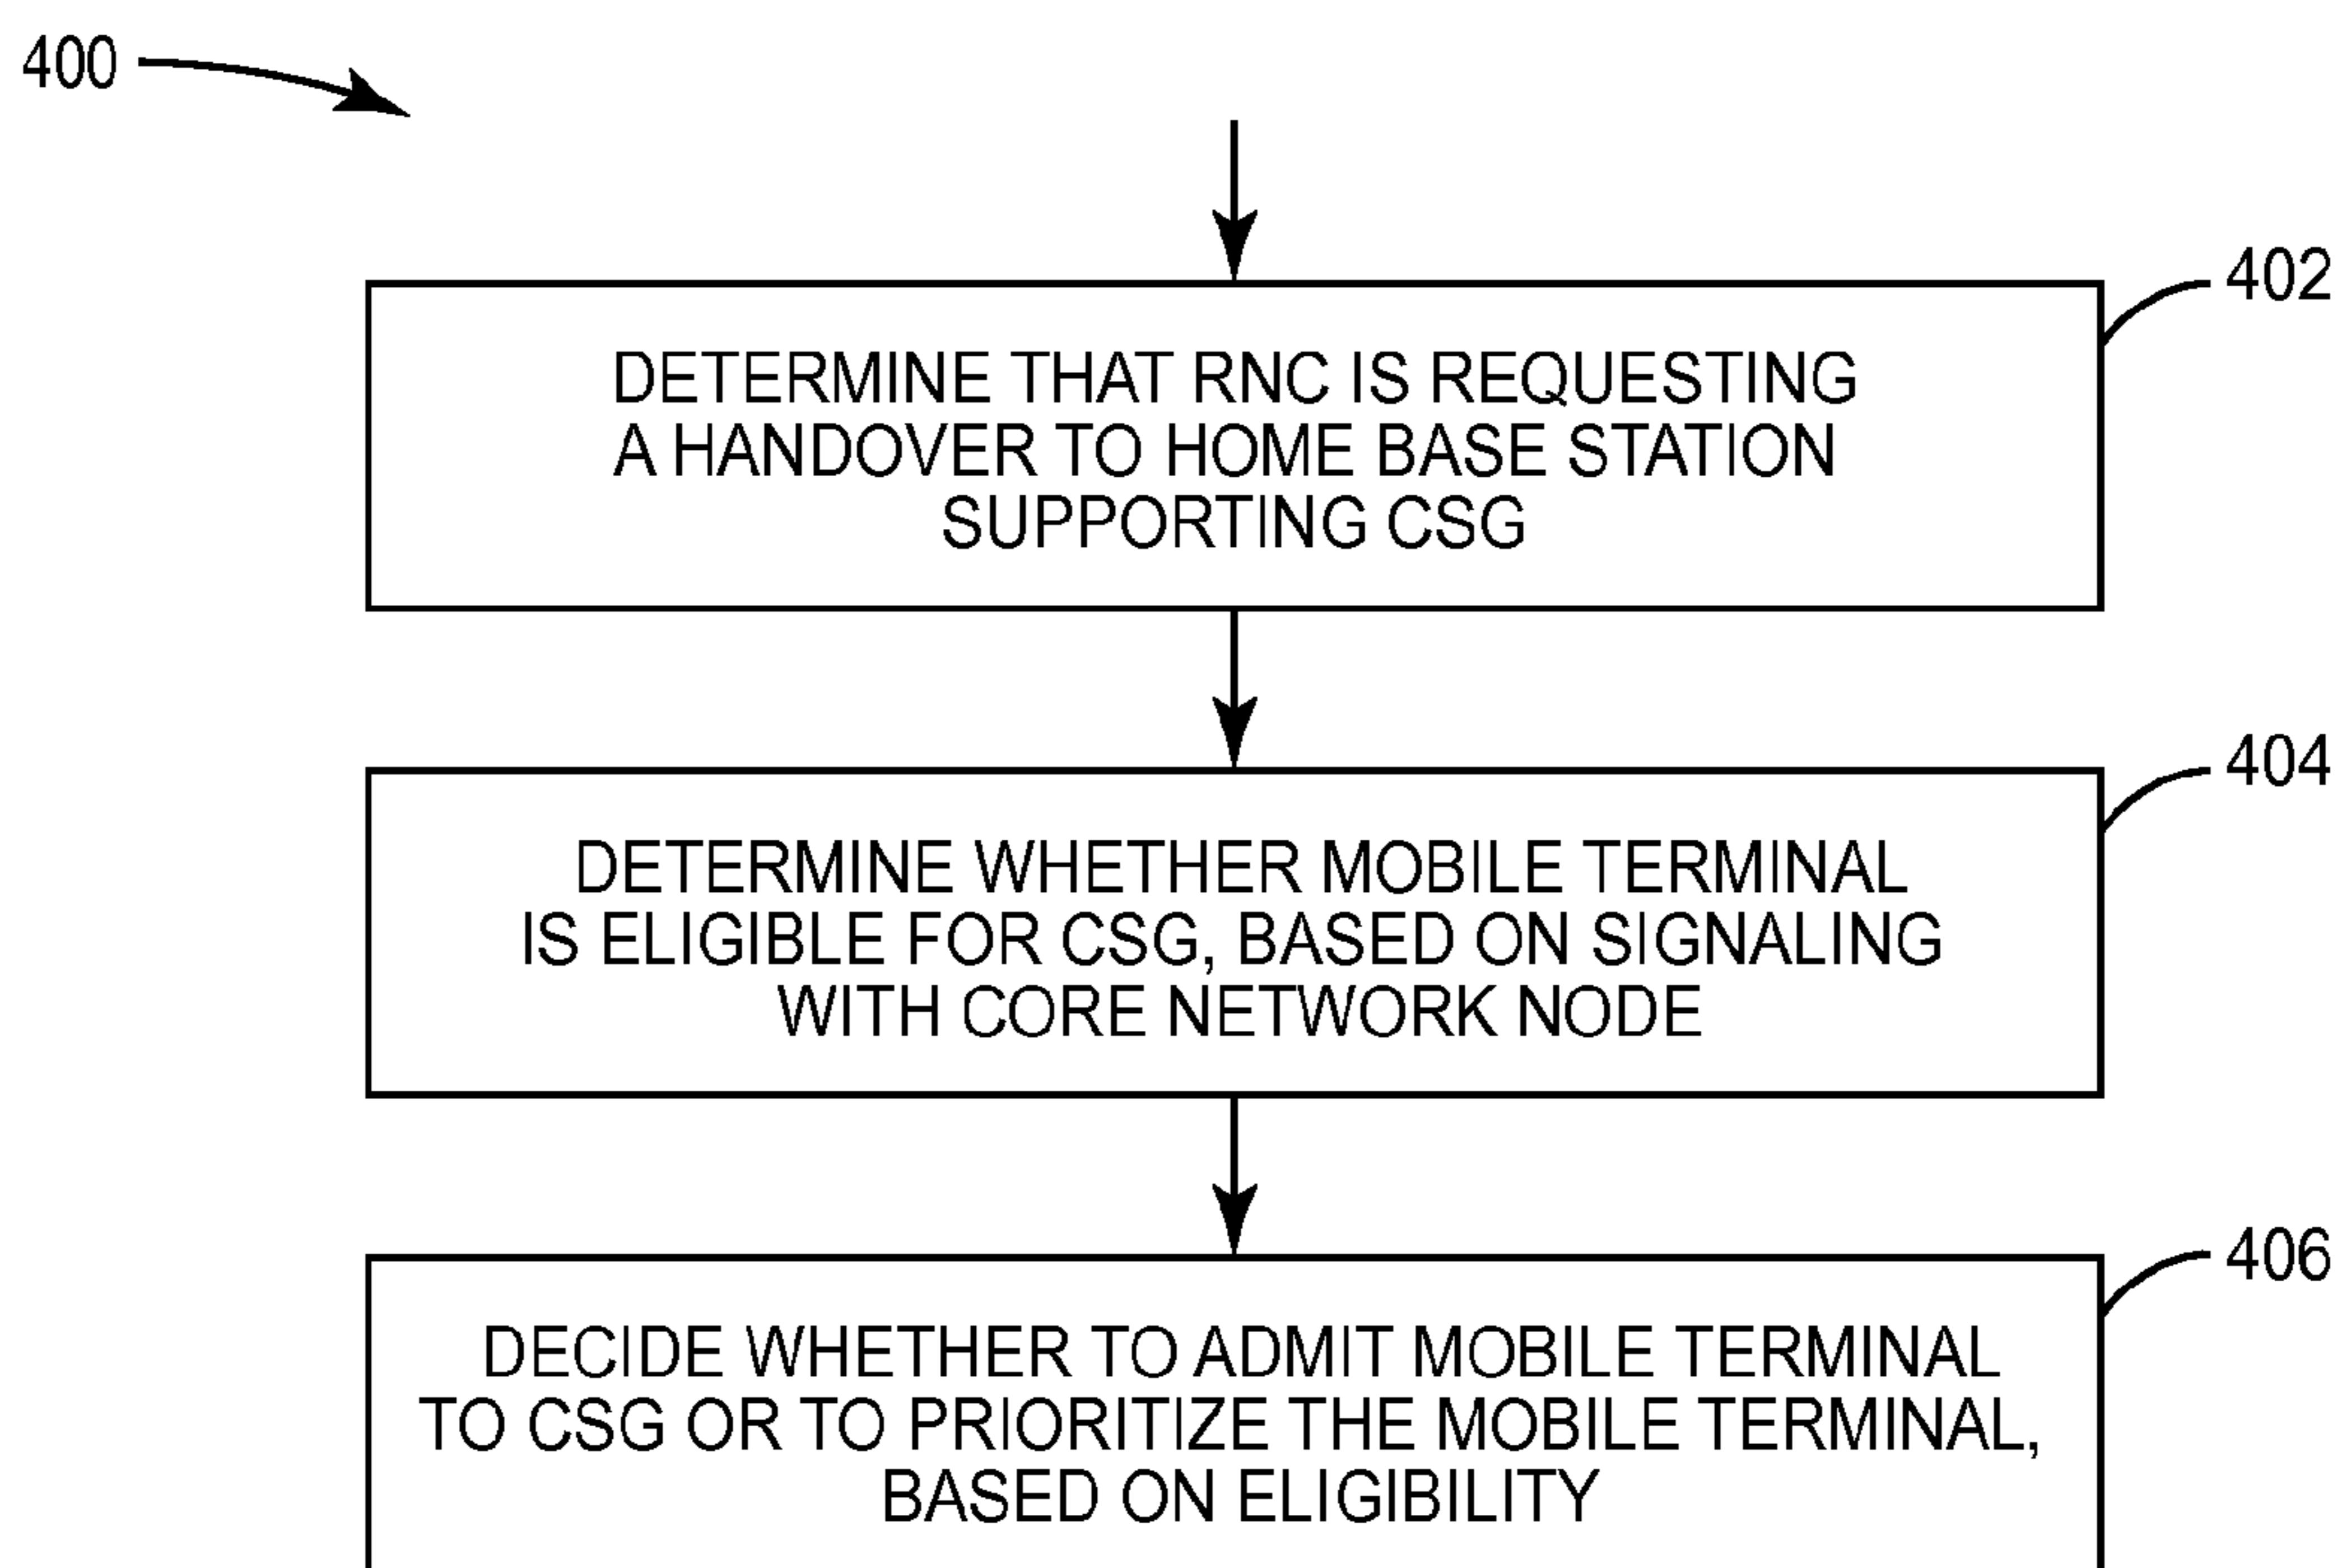 400
402
DETERMINE THAT RNC IS REQUESTING
A HANDOVER TO HOME BASE STATION
SUPPORTING CSG
404
DETERMINE WHETHER MOBILE TERMINAL
IS ELIGIBLE FOR CSG, BASED ON SIGNALING
WITH CORE NETWORK NODE
406
DECIDE WHETHER TO ADMIT MOBILE TERMINAL
TO CSG OR TO PRIORITIZE THE MOBILE TERMINAL,
BASED ON ELIGIBILITY